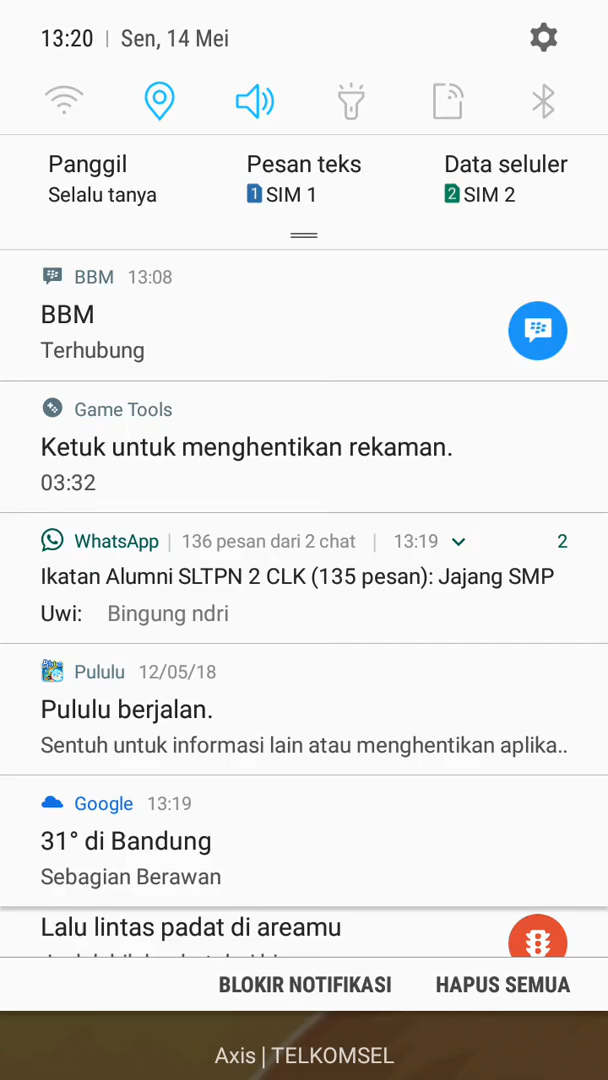 13:20 | Sen, 14 Mei
Panggil
Pesan teks
Data seluler
Selalu tanya
1 SIM 1
2 SIM 2
BBM 13:08
BBM
Terhubung
Game Tools
Ketuk untuk menghentikan rekaman.
03:32
WhatsApp | 136 pesan dari 2 chat | 13:19
2
Ikatan Alumni SLTPN 2 CLK (135 pesan): Jajang SMP
Uwi: Bingung ndri
Pululu 12/05/18
Pululu berjalan.
Sentuh untuk informasi lain atau menghentikan aplika..
Google 13:19
31° di Bandung
Sebagian Berawan
Lalu lintas padat di areamu
BLOKIR NOTIFIKASI
HAPUS SEMUA
Axis | TELKOMSEL